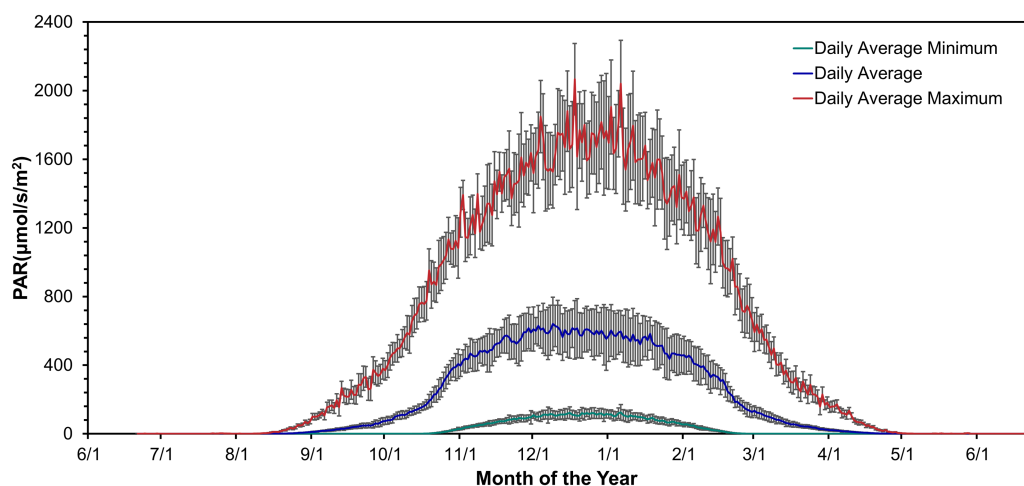 2400
2000
1600
1200
800
400
0
PAR(µmol/s/m²)
Daily Average Minimum
Daily Average
Daily Average Maximum
6/1 7/1 8/1 9/1 10/1 11/1 12/1 1/1 2/1 3/1 4/1 5/1 6/1
Month of the Year